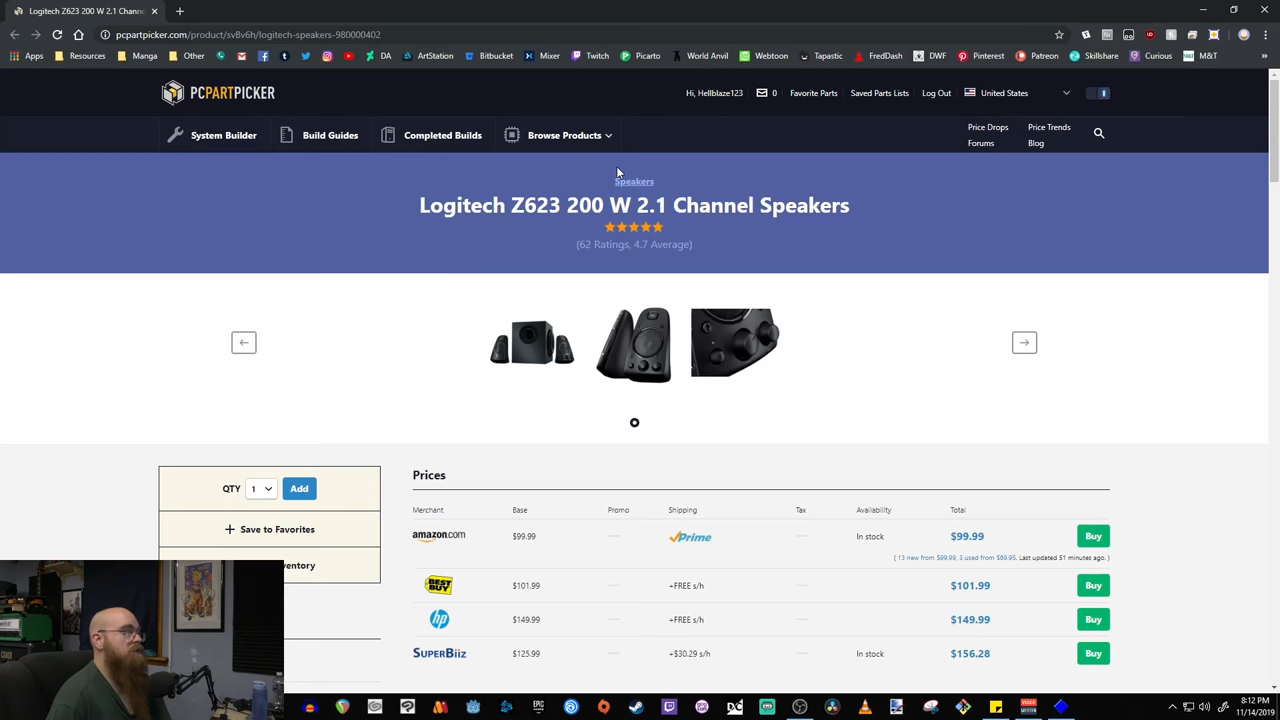 Logitech Z623 200 W 2.1 Channe
pcpartpicker.com/product/svBv6h/logitech-speakers-980000402
Apps Resources Manga DA ArtStation Bitbucket Mixer Twitch Picarto World Anvil Webtoon Tapastic FredDash DWF Pinterest Patreon Skillshare Curious M&T
PCPARTPICKER
Hi, Hellblaze123 0 Favorite Parts Saved Parts Lists Log Out United States
System Builder Build Guides Completed Builds Browse Products
Price Drops Price Trends
Forums Blog
Speakers
Logitech Z623 200 W 2.1 Channel Speakers
(62 Ratings, 4.7 Average)
QTY 1 Add
+ Save to Favorites
ventory
Prices
Merchant Base Promo Shipping Tax Availability Total
amazon.com $99.99 Prime In stock $99.99 Buy
( 13 new from $99.99, 3 used from $69.95. Last updated 51 minutes ago. )
BEST BUY $101.99 +FREE s/h $101.99 Buy
hp $149.99 +FREE s/h $149.99 Buy
SUPERBIIZ $125.99 +$30.29 s/h In stock $156.28 Buy
8:12 PM
11/14/2019